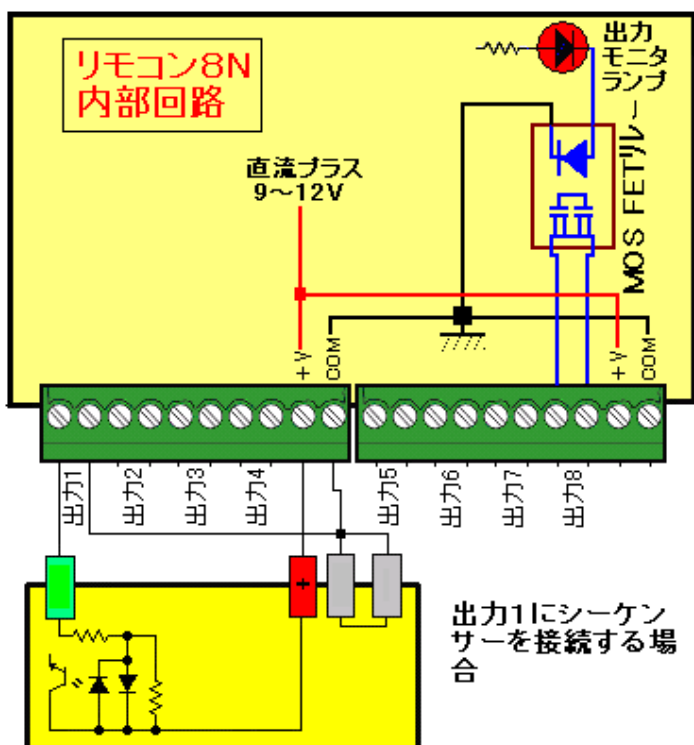 リモコン8N
内部回路
出力
モニタ
ランプ
直流プラス
9～12V
MOS FETリレー
+V
COM
+V
COM
出力1
出力2
出力3
出力4
出力5
出力6
出力7
出力8
+
出力1にシーケン
サーを接続する場
合